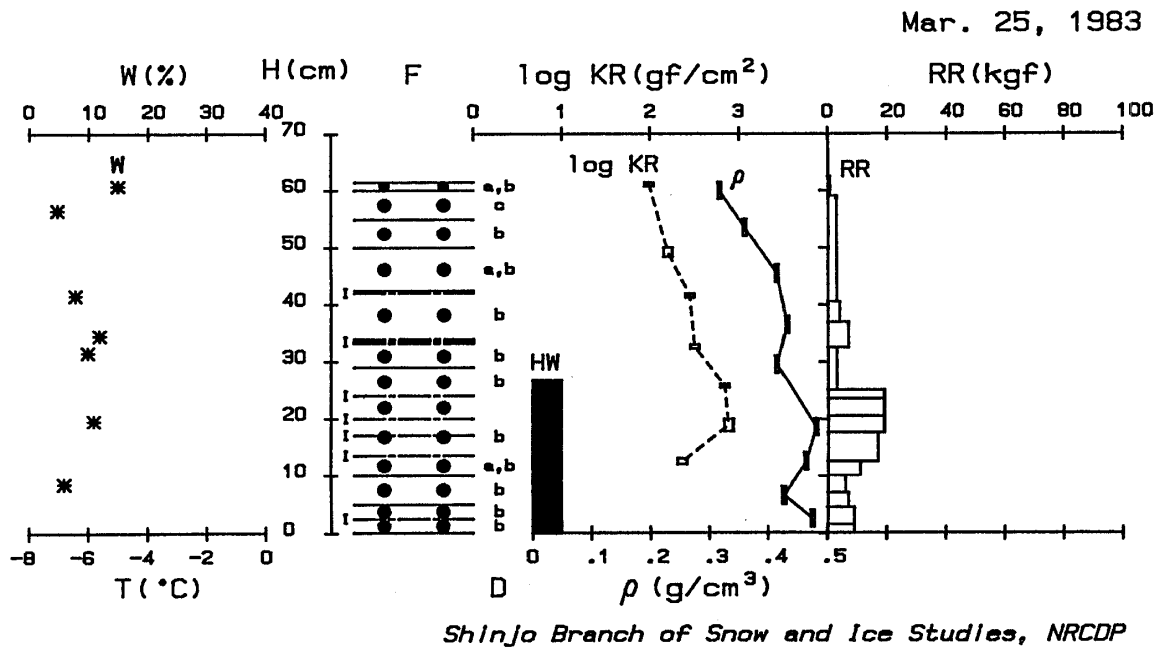 Mar. 25, 1983
W(%) H(cm) F log KR(gf/cm²) RR(kgf)
0 10 20 30 40 0 1 2 3 0 20 40 60 80 100
70
W log KR ρ RR
60 a,b
c
b
50
a,b
I
40
b
I
30 b HW
b
I
20 I
I b
I
a,b
10
b
b
I
0 b
-8 -6 -4 -2 0 0 .1 .2 .3 .4 .5
T(°C) D ρ (g/cm³)
Shinjo Branch of Snow and Ice Studies, NRCDP